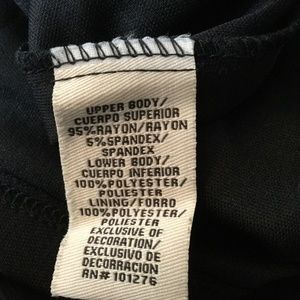 UPPER BODY/
CUERPO SUPERIOR
95%RAYON/RAYON
5%SPANDEX/
SPANDEX
LOWER BODY/
CUERPO INFERIOR
100%POLYESTER/
POLIESTER
LINING/FORRO
100%POLYESTER/
POLIESTER
EXCLUSIVE OF
DECORATION/
EXCLUSIVO DE
DECORRACION
RN# 101276